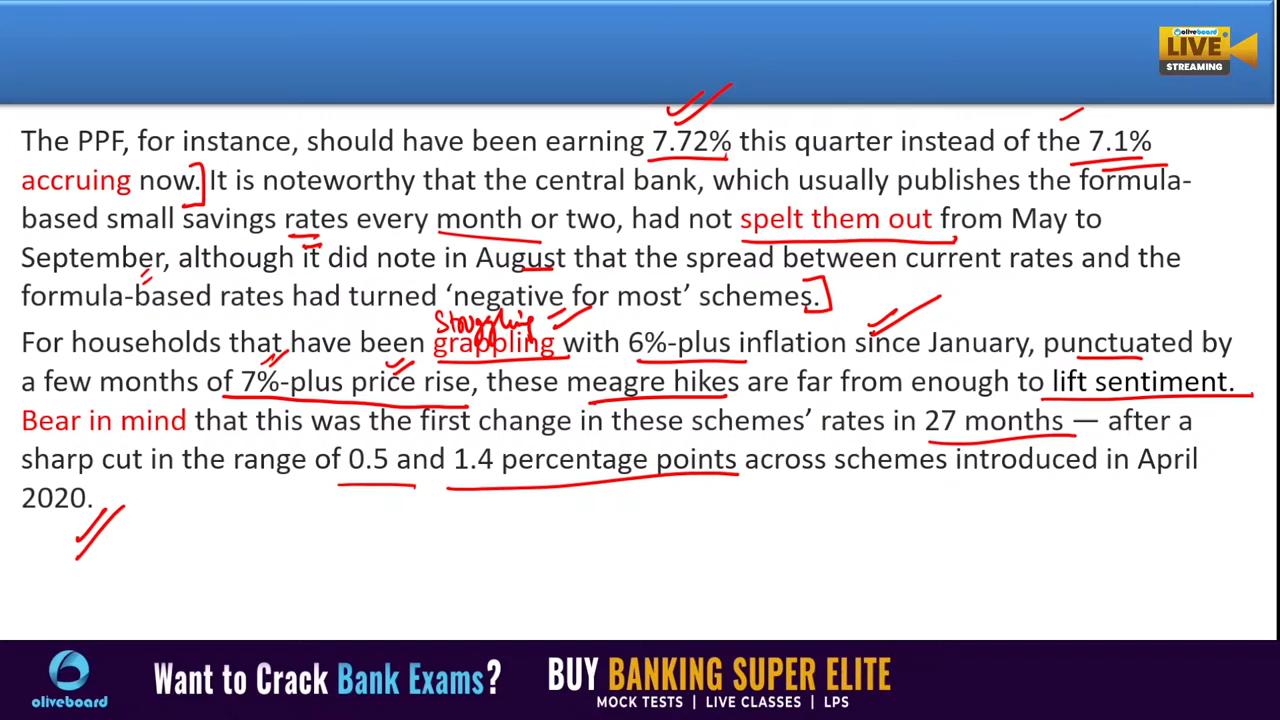 oliveboard
LIVE
STREAMING
The PPF, for instance, should have been earning 7.72% this quarter instead of the 7.1%
accruing now. It is noteworthy that the central bank, which usually publishes the formula-
based small savings rates every month or two, had not spelt them out from May to
September, although it did note in August that the spread between current rates and the
formula-based rates had turned ‘negative for most’ schemes.
Struggling
For households that have been grappling with 6%-plus inflation since January, punctuated by
a few months of 7%-plus price rise, these meagre hikes are far from enough to lift sentiment.
Bear in mind that this was the first change in these schemes’ rates in 27 months — after a
sharp cut in the range of 0.5 and 1.4 percentage points across schemes introduced in April
2020.
oliveboard
Want to Crack Bank Exams?
BUY BANKING SUPER ELITE
MOCK TESTS | LIVE CLASSES | LPS